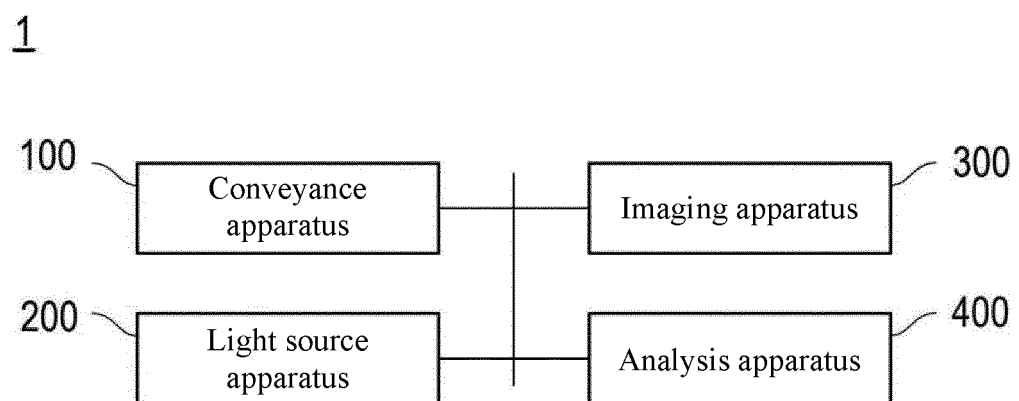 1
100
Conveyance
apparatus
300
Imaging apparatus
200
Light source
apparatus
400
Analysis apparatus